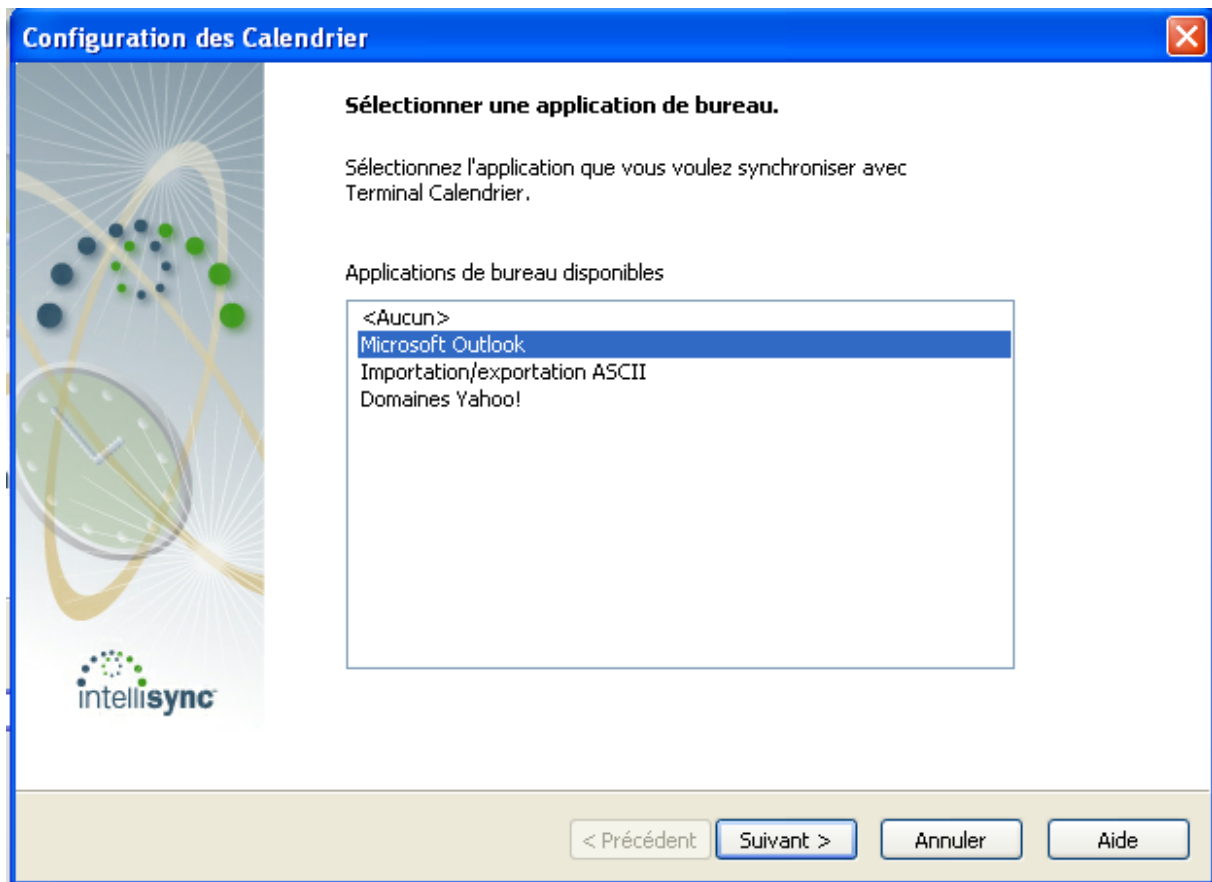 Configuration des Calendrier
Sélectionner une application de bureau.
Sélectionnez l'application que vous voulez synchroniser avec
Terminal Calendrier.
Applications de bureau disponibles
<Aucun>
Microsoft Outlook
Importation/exportation ASCII
Domaines Yahoo!
intellisync
< Précédent
Suivant >
Annuler
Aide